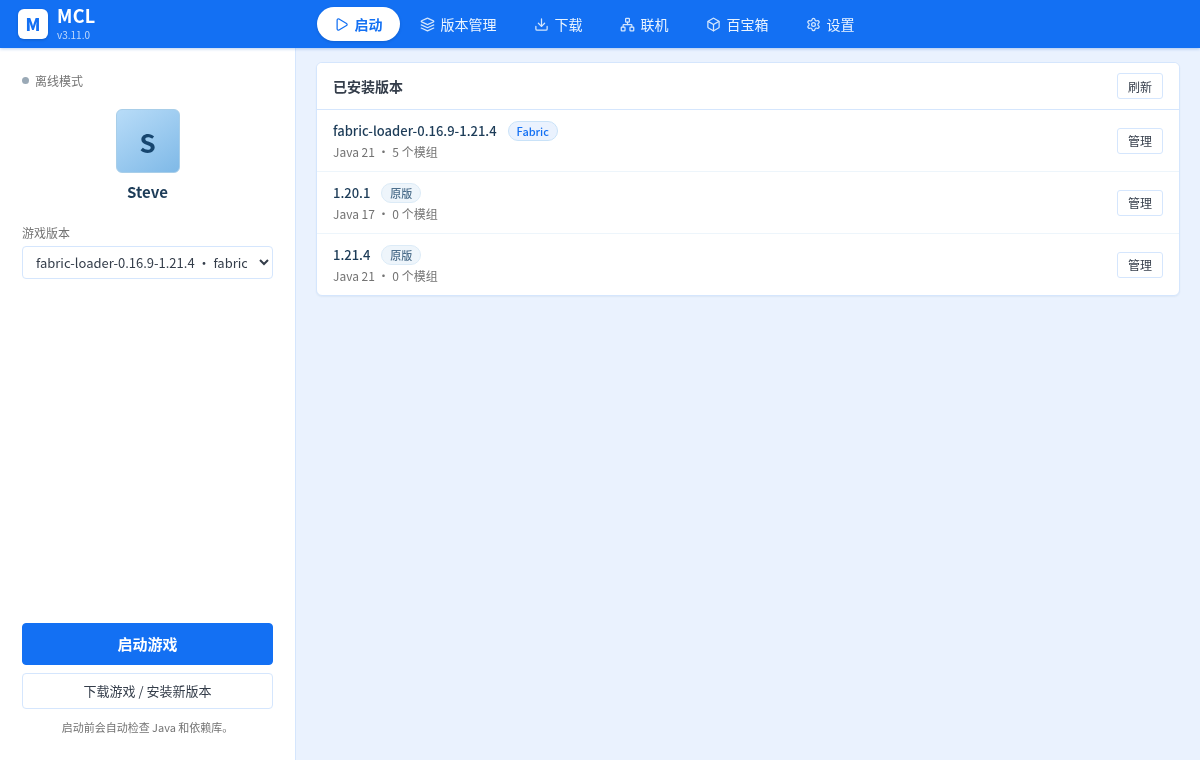 M
MCL
v3.11.0
启动
版本管理
下载
联机
百宝箱
设置
离线模式
S
Steve
游戏版本
fabric-loader-0.16.9-1.21.4 · fabric
启动游戏
下载游戏 / 安装新版本
启动前会自动检查 Java 和依赖库。
已安装版本
刷新
fabric-loader-0.16.9-1.21.4 Fabric
Java 21 · 5 个模组
管理
1.20.1 原版
Java 17 · 0 个模组
管理
1.21.4 原版
Java 21 · 0 个模组
管理